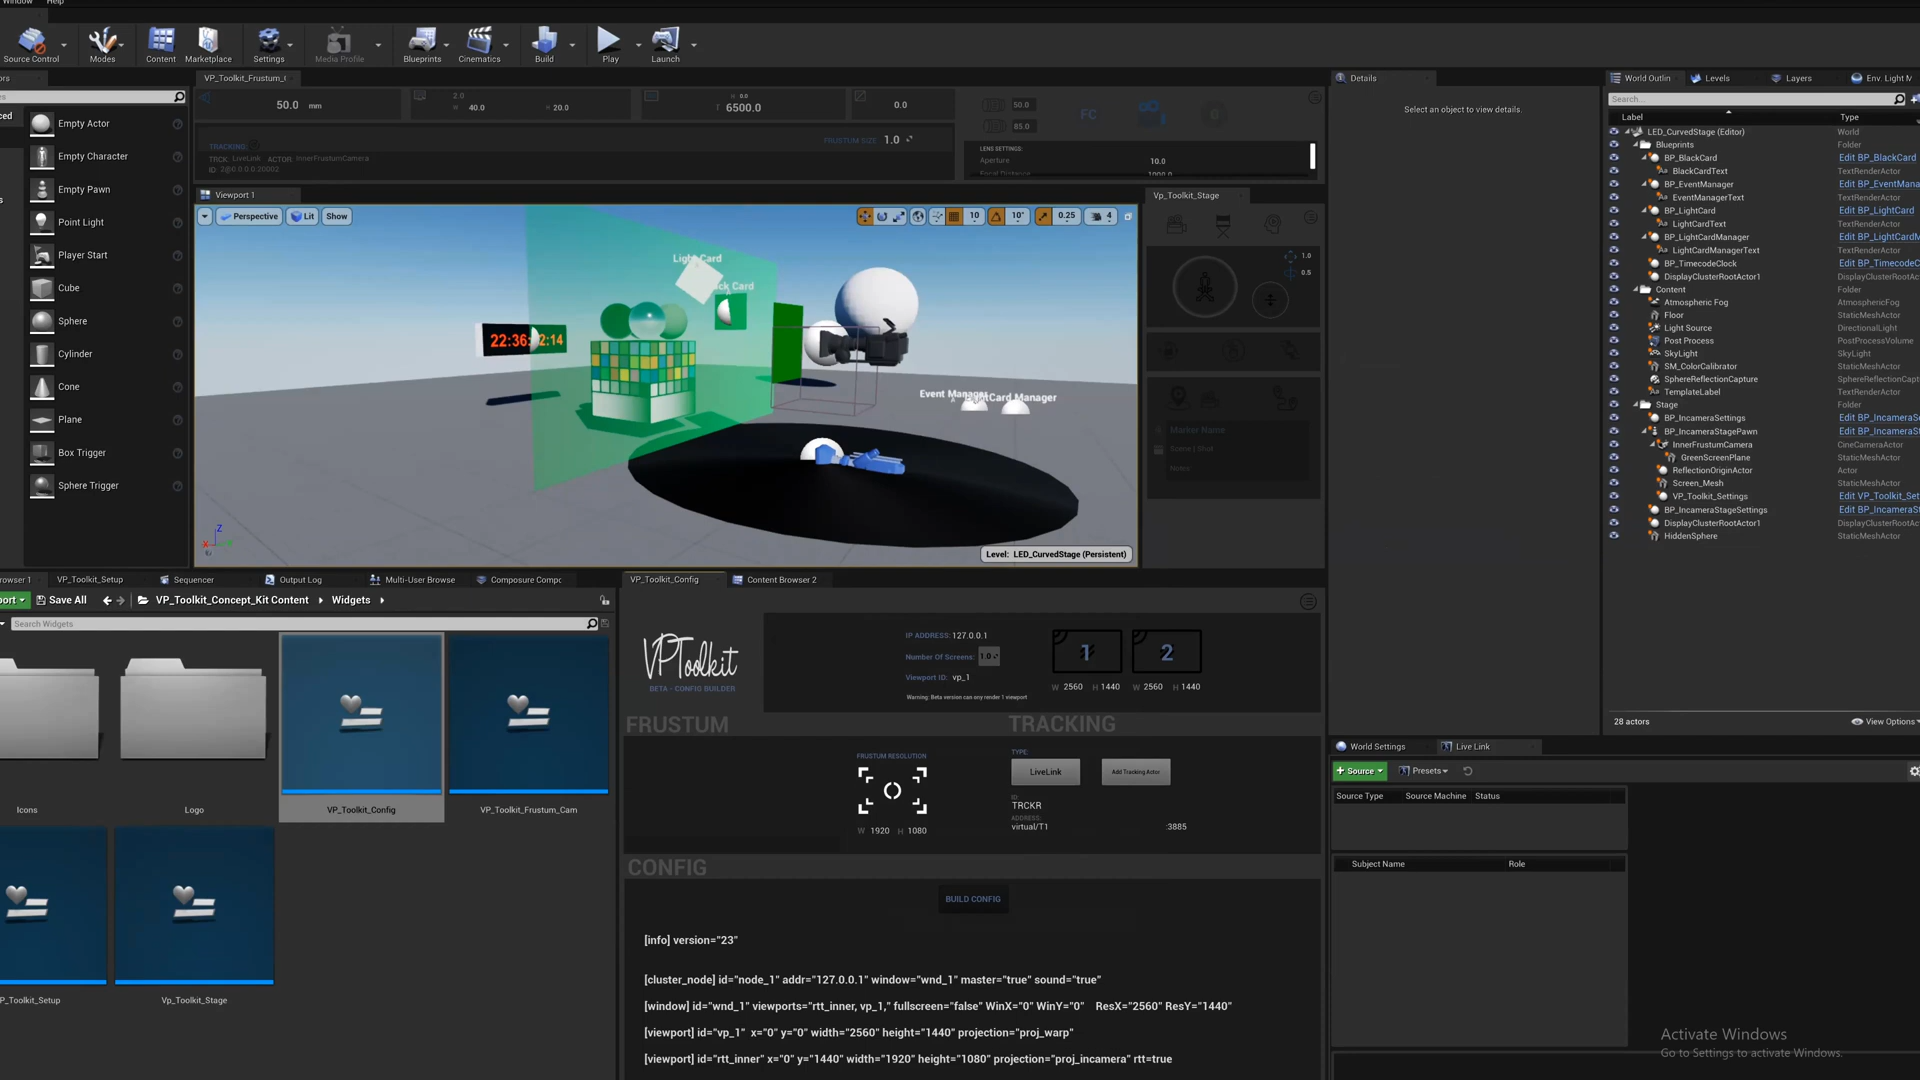 Window Help
Source Control Modes Content Marketplace Settings Media Profile Blueprints Cinematics Build Play Launch
VP_Toolkit_Frustum_(
50.0 mm
2.0
W 40.0 H 20.0
H 0.0
T 6500.0
0.0
50.0
85.0
FC
TRACKING:
TRCK: LiveLink ACTOR: InnerFrustumCamera
ID 2@0.0.0.0:20002
FRUSTUM SIZE 1.0
LENS SETTINGS:
Aperture 10.0
Focal Distance 1000.0
Empty Actor
Empty Character
Empty Pawn
Point Light
Player Start
Cube
Sphere
Cylinder
Cone
Plane
Box Trigger
Sphere Trigger
Viewport 1
Perspective Lit Show
10 10° 0.25 4
Light Card
ck Card
22:36: 2:14
Event Manager
tCard Manager
Level: LED_CurvedStage (Persistent)
Vp_Toolkit_Stage
1.0
0.5
Marker Name
Scene | Shot
Notes
Details
Select an object to view details.
World Outlin Levels Layers Env. Light M
Search...
Label Type
LED_CurvedStage (Editor) World
Blueprints Folder
BP_BlackCard Edit BP_BlackCard
BlackCardText TextRenderActor
BP_EventManager Edit BP_EventMana
EventManagerText TextRenderActor
BP_LightCard Edit BP_LightCard
LightCardText TextRenderActor
BP_LightCardManager Edit BP_LightCardM
LightCardManagerText TextRenderActor
BP_TimecodeClock Edit BP_TimecodeC
DisplayClusterRootActor1 DisplayClusterRootAc
Content Folder
Atmospheric Fog AtmosphericFog
Floor StaticMeshActor
Light Source DirectionalLight
Post Process PostProcessVolume
SkyLight SkyLight
SM_ColorCalibrator StaticMeshActor
SphereReflectionCapture SphereReflectionCaptu
TemplateLabel TextRenderActor
Stage Folder
BP_IncameraSettings Edit BP_IncameraSe
BP_IncameraStagePawn Edit BP_IncameraSt
InnerFrustumCamera CineCameraActor
GreenScreenPlane StaticMeshActor
ReflectionOriginActor Actor
Screen_Mesh StaticMeshActor
VP_Toolkit_Settings Edit VP_Toolkit_Set
BP_IncameraStageSettings Edit BP_IncameraSt
DisplayClusterRootActor1 DisplayClusterRootAc
HiddenSphere StaticMeshActor
28 actors View Options
rowser 1 VP_Toolkit_Setup Sequencer Output Log Multi-User Browse Composure Compo
port Save All VP_Toolkit_Concept_Kit Content Widgets
Search Widgets
Icons
Logo
VP_Toolkit_Config
VP_Toolkit_Frustum_Cam
P_Toolkit_Setup
Vp_Toolkit_Stage
VP_Toolkit_Config Content Browser 2
VPToolkit
BETA - CONFIG BUILDER
IP ADDRESS: 127.0.0.1
Number Of Screens: 1.0
Viewport ID: vp_1
Warning: Beta version can ony render 1 viewport
1 2
W 2560 H 1440 W 2560 H 1440
FRUSTUM
TRACKING
FRUSTUM RESOLUTION
W 1920 H 1080
TYPE:
LiveLink Add Tracking Actor
ID
TRCKR
ADDRESS:
virtual/T1 :3885
CONFIG
BUILD CONFIG
[info] version="23"
[cluster_node] id="node_1" addr="127.0.0.1" window="wnd_1" master="true" sound="true"
[window] id="wnd_1" viewports="rtt_inner, vp_1," fullscreen="false" WinX="0" WinY="0" ResX="2560" ResY="1440"
[viewport] id="vp_1" x="0" y="0" width="2560" height="1440" projection="proj_warp"
[viewport] id="rtt_inner" x="0" y="1440" width="1920" height="1080" projection="proj_incamera" rtt=true
World Settings Live Link
Source Presets
Source Type Source Machine Status
Subject Name Role
Activate Windows
Go to Settings to activate Windows.